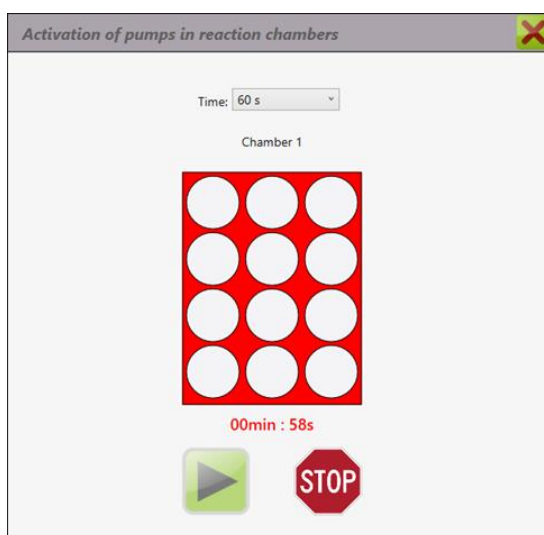 Activation of pumps in reaction chambers
Time: 60 s
Chamber 1
00min : 58s
STOP